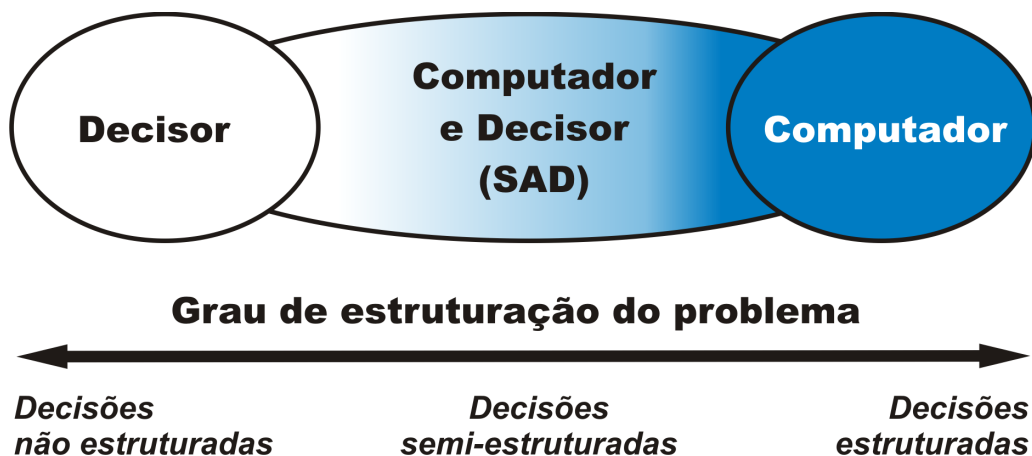 Decisor
Computador
e Decisor
(SAD)
Computador
Grau de estruturação do problema
Decisões
não estruturadas
Decisões
semi-estruturadas
Decisões
estruturadas